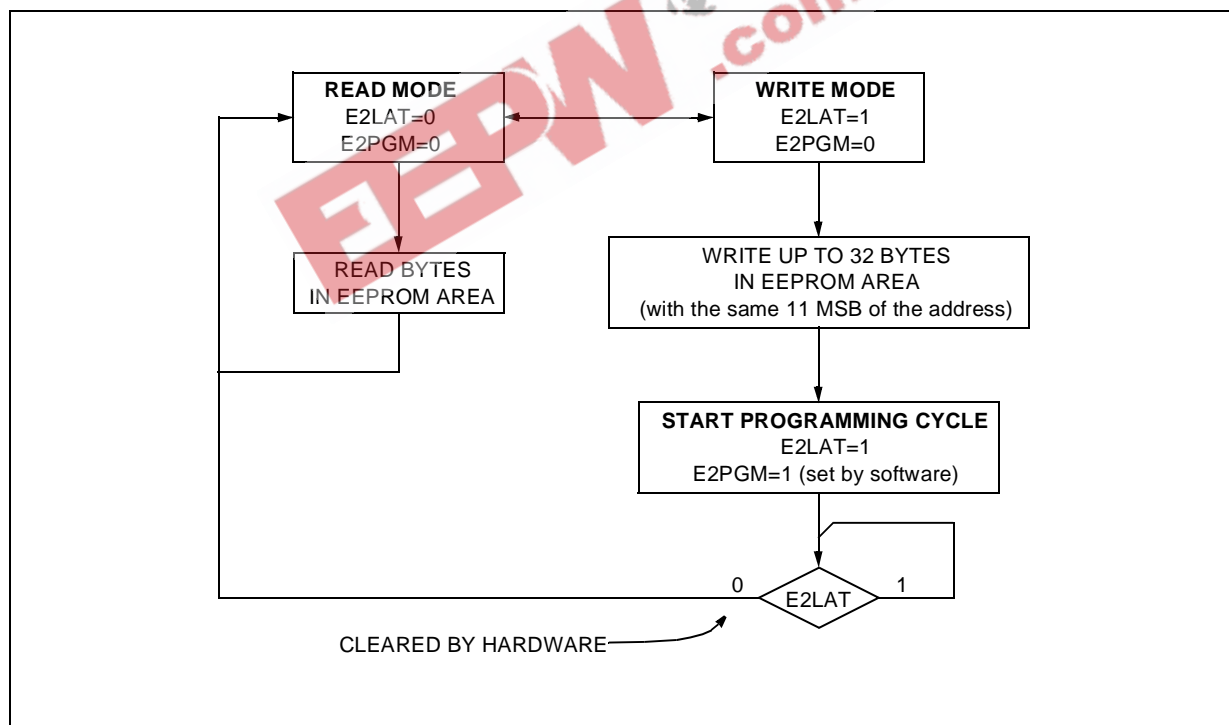 EEPW .com
READ MODE
E2LAT=0
E2PGM=0
WRITE MODE
E2LAT=1
E2PGM=0
READ BYTES
IN EEPROM AREA
WRITE UP TO 32 BYTES
IN EEPROM AREA
(with the same 11 MSB of the address)
START PROGRAMMING CYCLE
E2LAT=1
E2PGM=1 (set by software)
0
E2LAT
1
CLEARED BY HARDWARE